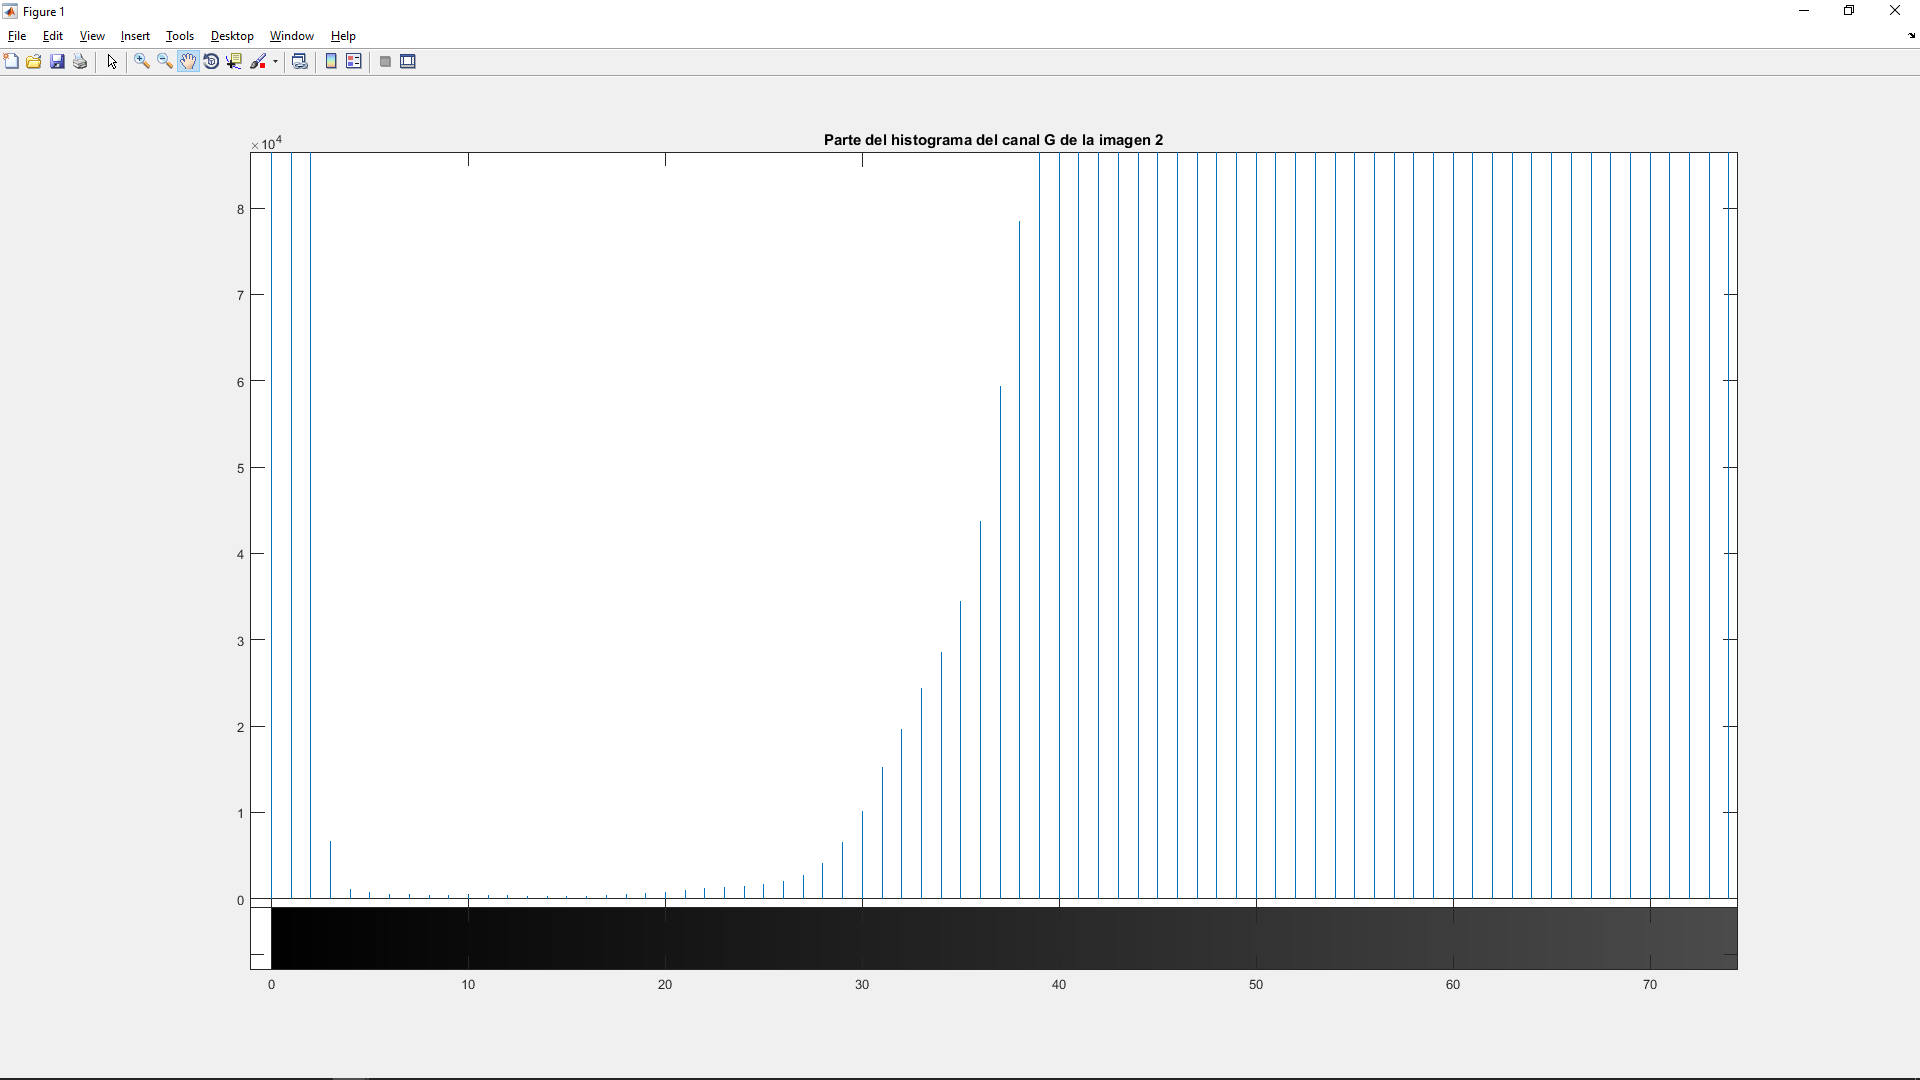 Figure 1
File Edit View Insert Tools Desktop Window Help
Parte del histograma del canal G de la imagen 2
×10^4
8
7
6
5
4
3
2
1
0
0 10 20 30 40 50 60 70